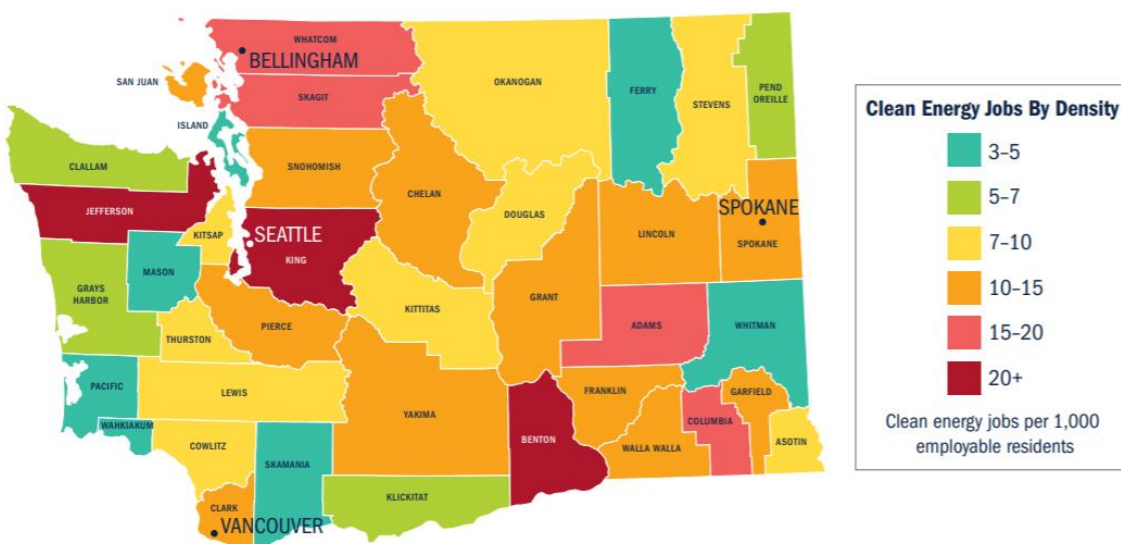 WHATCOM
BELLINGHAM
SAN JUAN
SKAGIT
ISLAND
OKANOGAN
FERRY
STEVENS
PEND
OREILLE
CLALLAM
SNOHOMISH
CHELAN
JEFFERSON
DOUGLAS
SPOKANE
KITSAP
SEATTLE
KING
LINCOLN
SPOKANE
MASON
GRAYS
HARBOR
KITTITAS
GRANT
PIERCE
ADAMS
WHITMAN
THURSTON
PACIFIC
LEWIS
FRANKLIN
GARFIELD
YAKIMA
WAHKIAKUM
COWLITZ
BENTON
COLUMBIA
WALLA WALLA
ASOTIN
SKAMANIA
KLICKITAT
CLARK
VANCOUVER
Clean Energy Jobs By Density
3–5
5–7
7–10
10–15
15–20
20+
Clean energy jobs per 1,000
employable residents